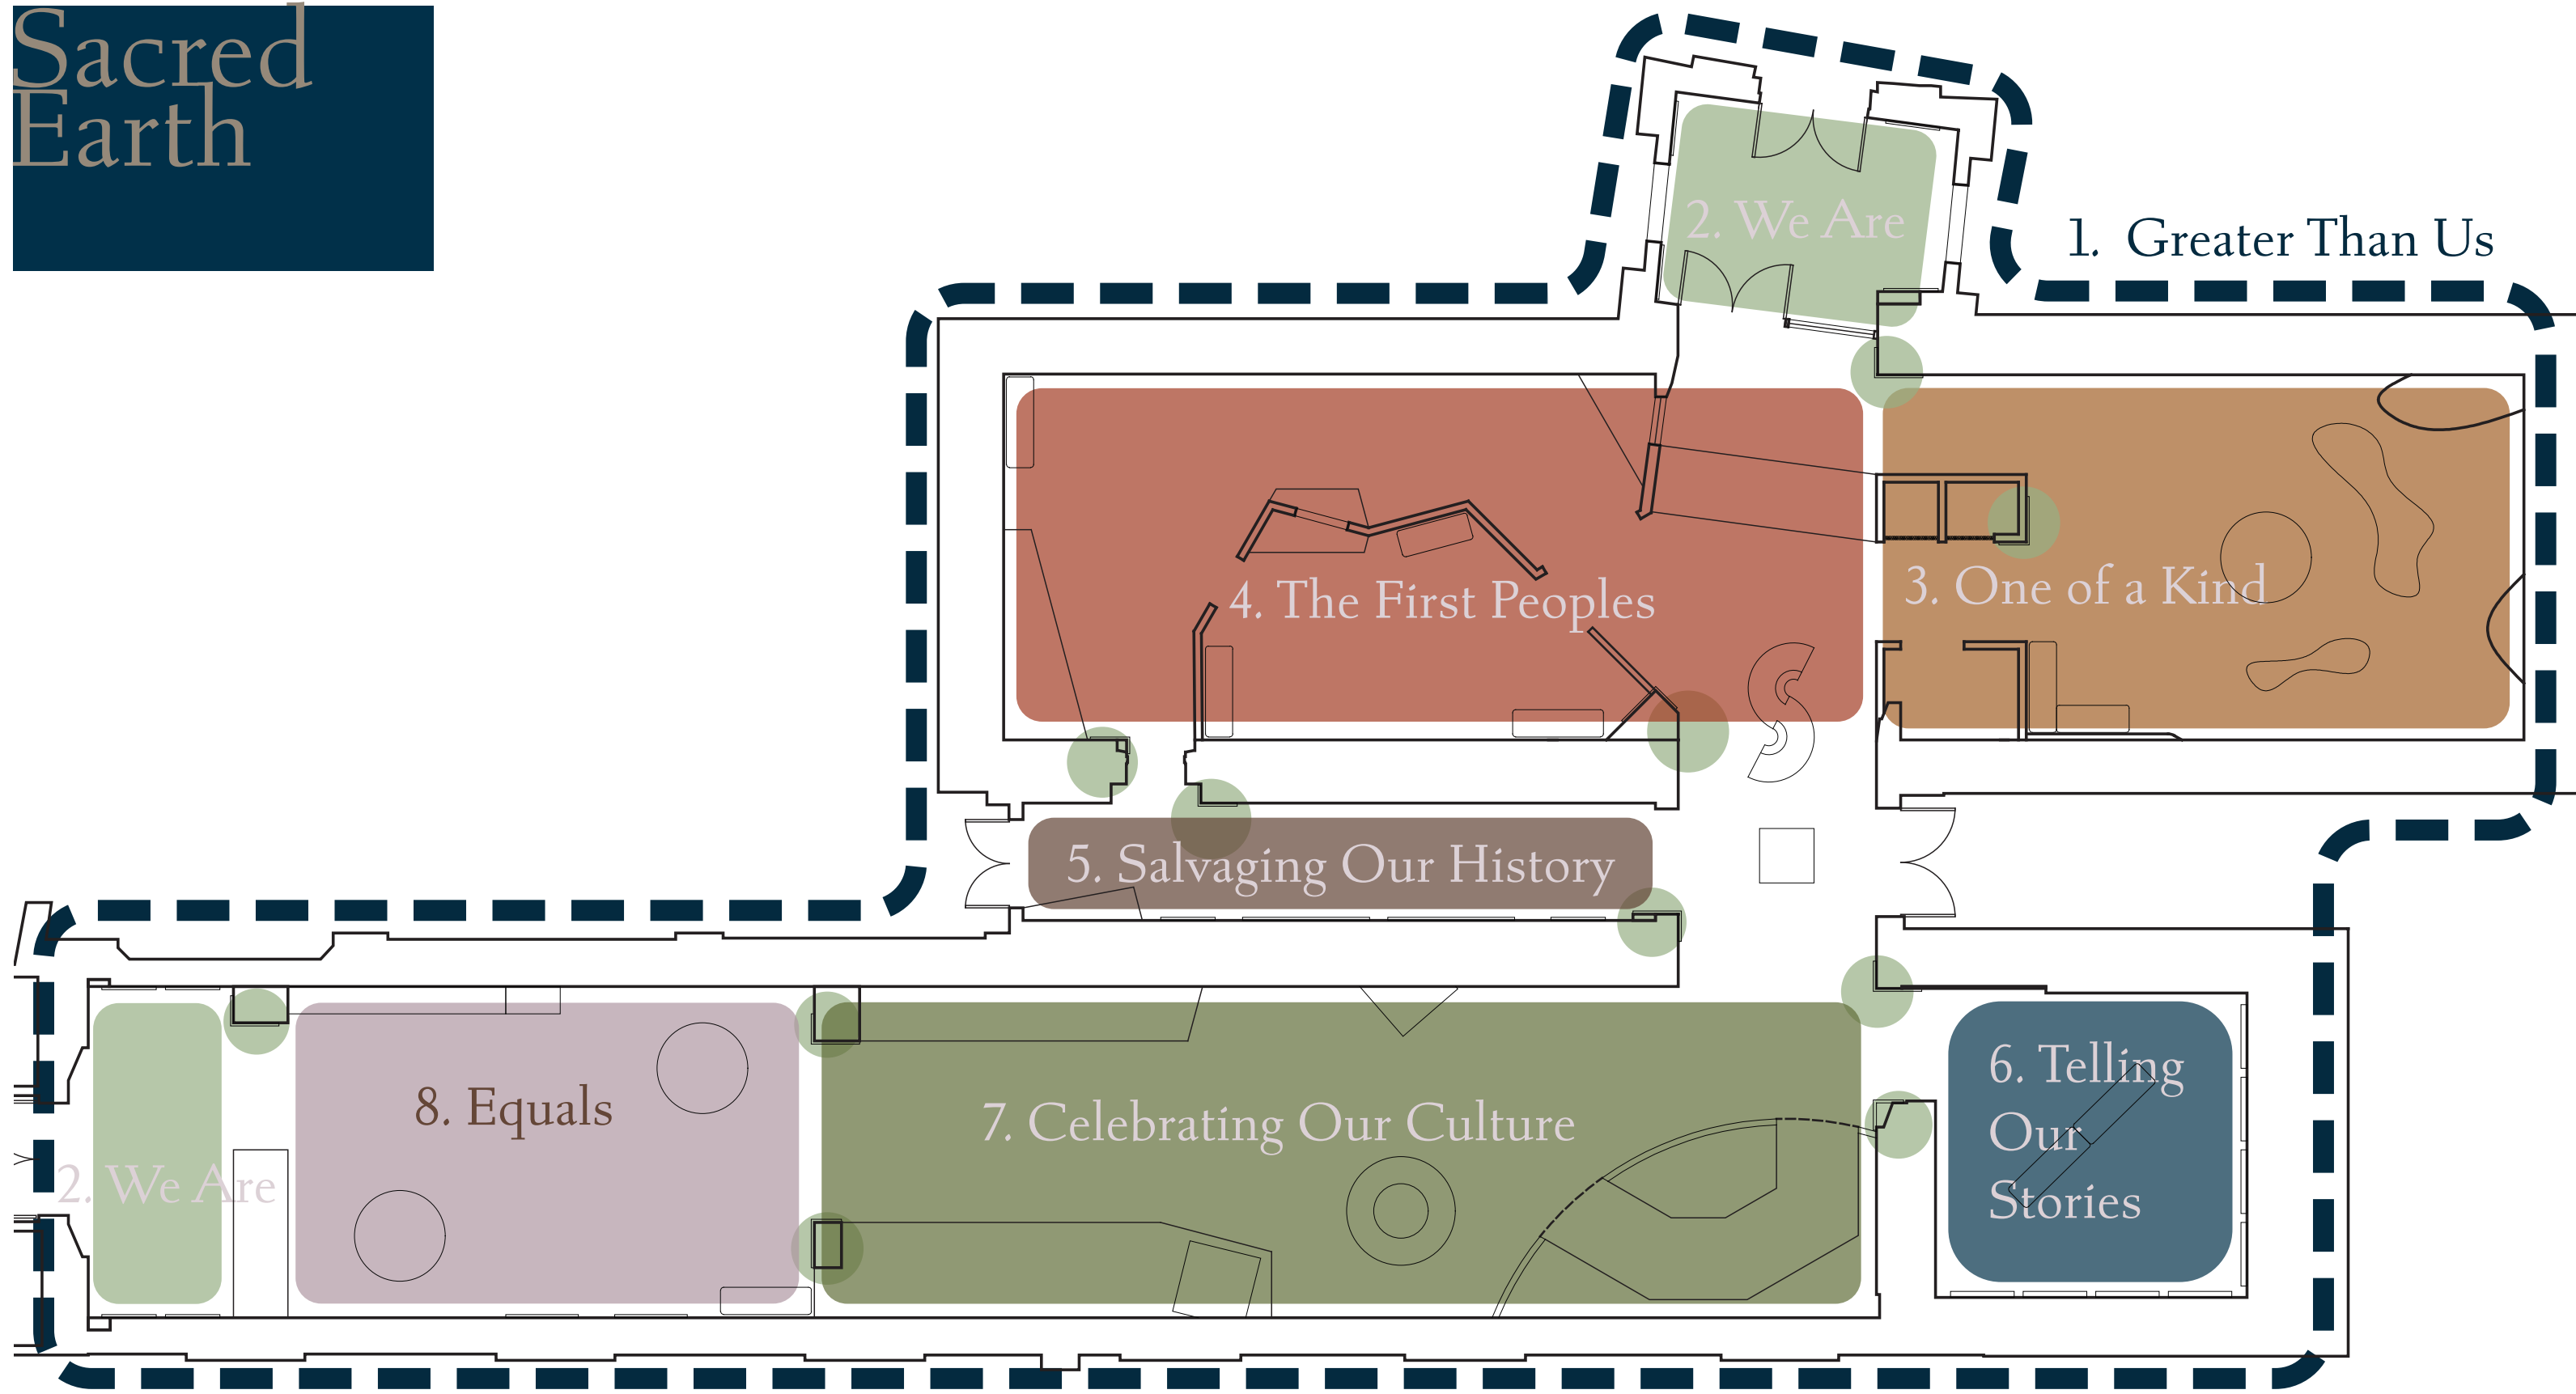 Sacred
Earth
2. We Are
1. Greater Than Us
4. The First Peoples
3. One of a Kind
5. Salvaging Our History
6. Telling
Our
Stories
8. Equals
7. Celebrating Our Culture
2. We Are